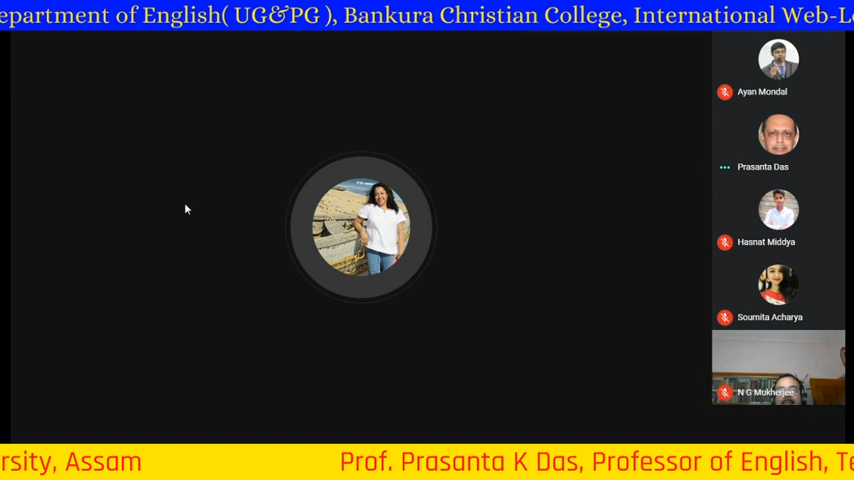 epartment of English( UG&PG ), Bankura Christian College, International Web-Le
Ayan Mondal
Prasanta Das
Hasnat Middya
Soumita Acharya
N G Mukherjee
rsity, Assam Prof. Prasanta K Das, Professor of English, Te